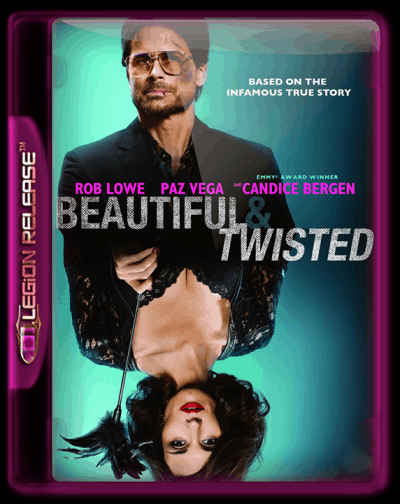 BASED ON THE
INFAMOUS TRUE STORY
EMMY® AWARD WINNER
ROB LOWE PAZ VEGA AND CANDICE BERGEN
BEAUTIFUL &
TWISTED
LEGION RELEASE™